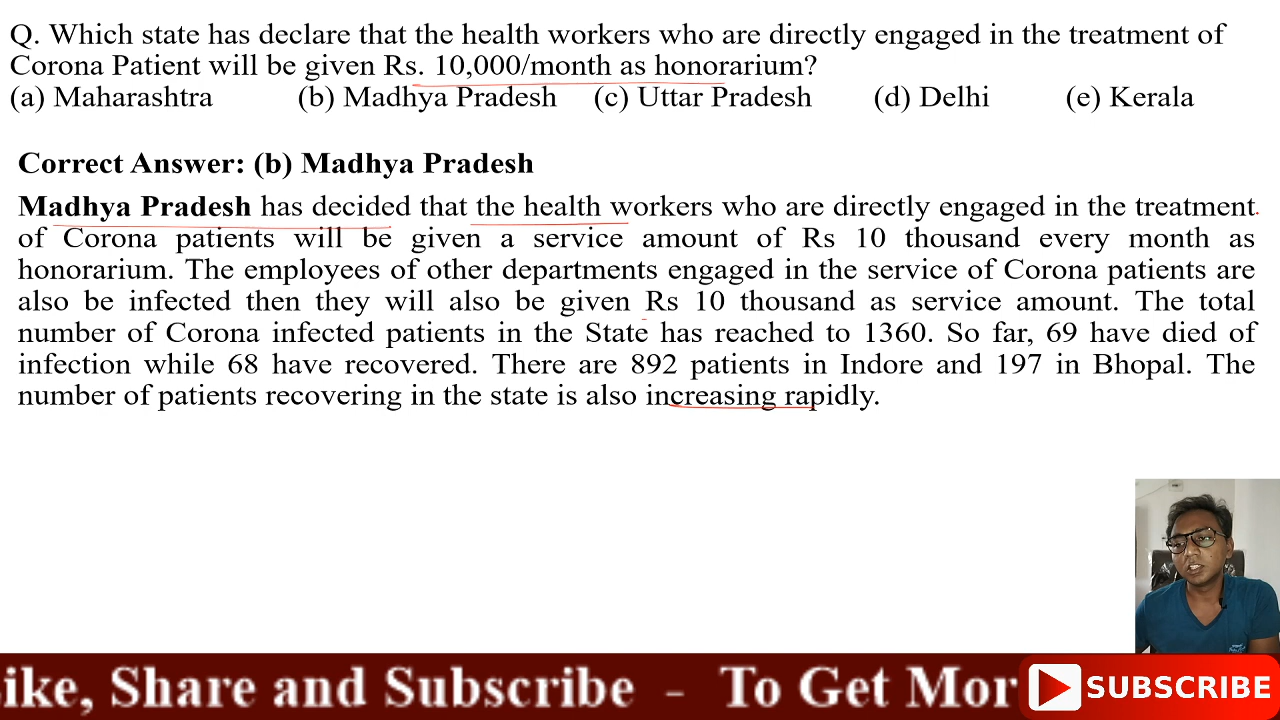 Q. Which state has declare that the health workers who are directly engaged in the treatment of
Corona Patient will be given Rs. 10,000/month as honorarium?
(a) Maharashtra (b) Madhya Pradesh (c) Uttar Pradesh (d) Delhi (e) Kerala
Correct Answer: (b) Madhya Pradesh
Madhya Pradesh has decided that the health workers who are directly engaged in the treatment
of Corona patients will be given a service amount of Rs 10 thousand every month as
honorarium. The employees of other departments engaged in the service of Corona patients are
also be infected then they will also be given Rs 10 thousand as service amount. The total
number of Corona infected patients in the State has reached to 1360. So far, 69 have died of
infection while 68 have recovered. There are 892 patients in Indore and 197 in Bhopal. The
number of patients recovering in the state is also increasing rapidly.
ike, Share and Subscribe - To Get Mor
SUBSCRIBE